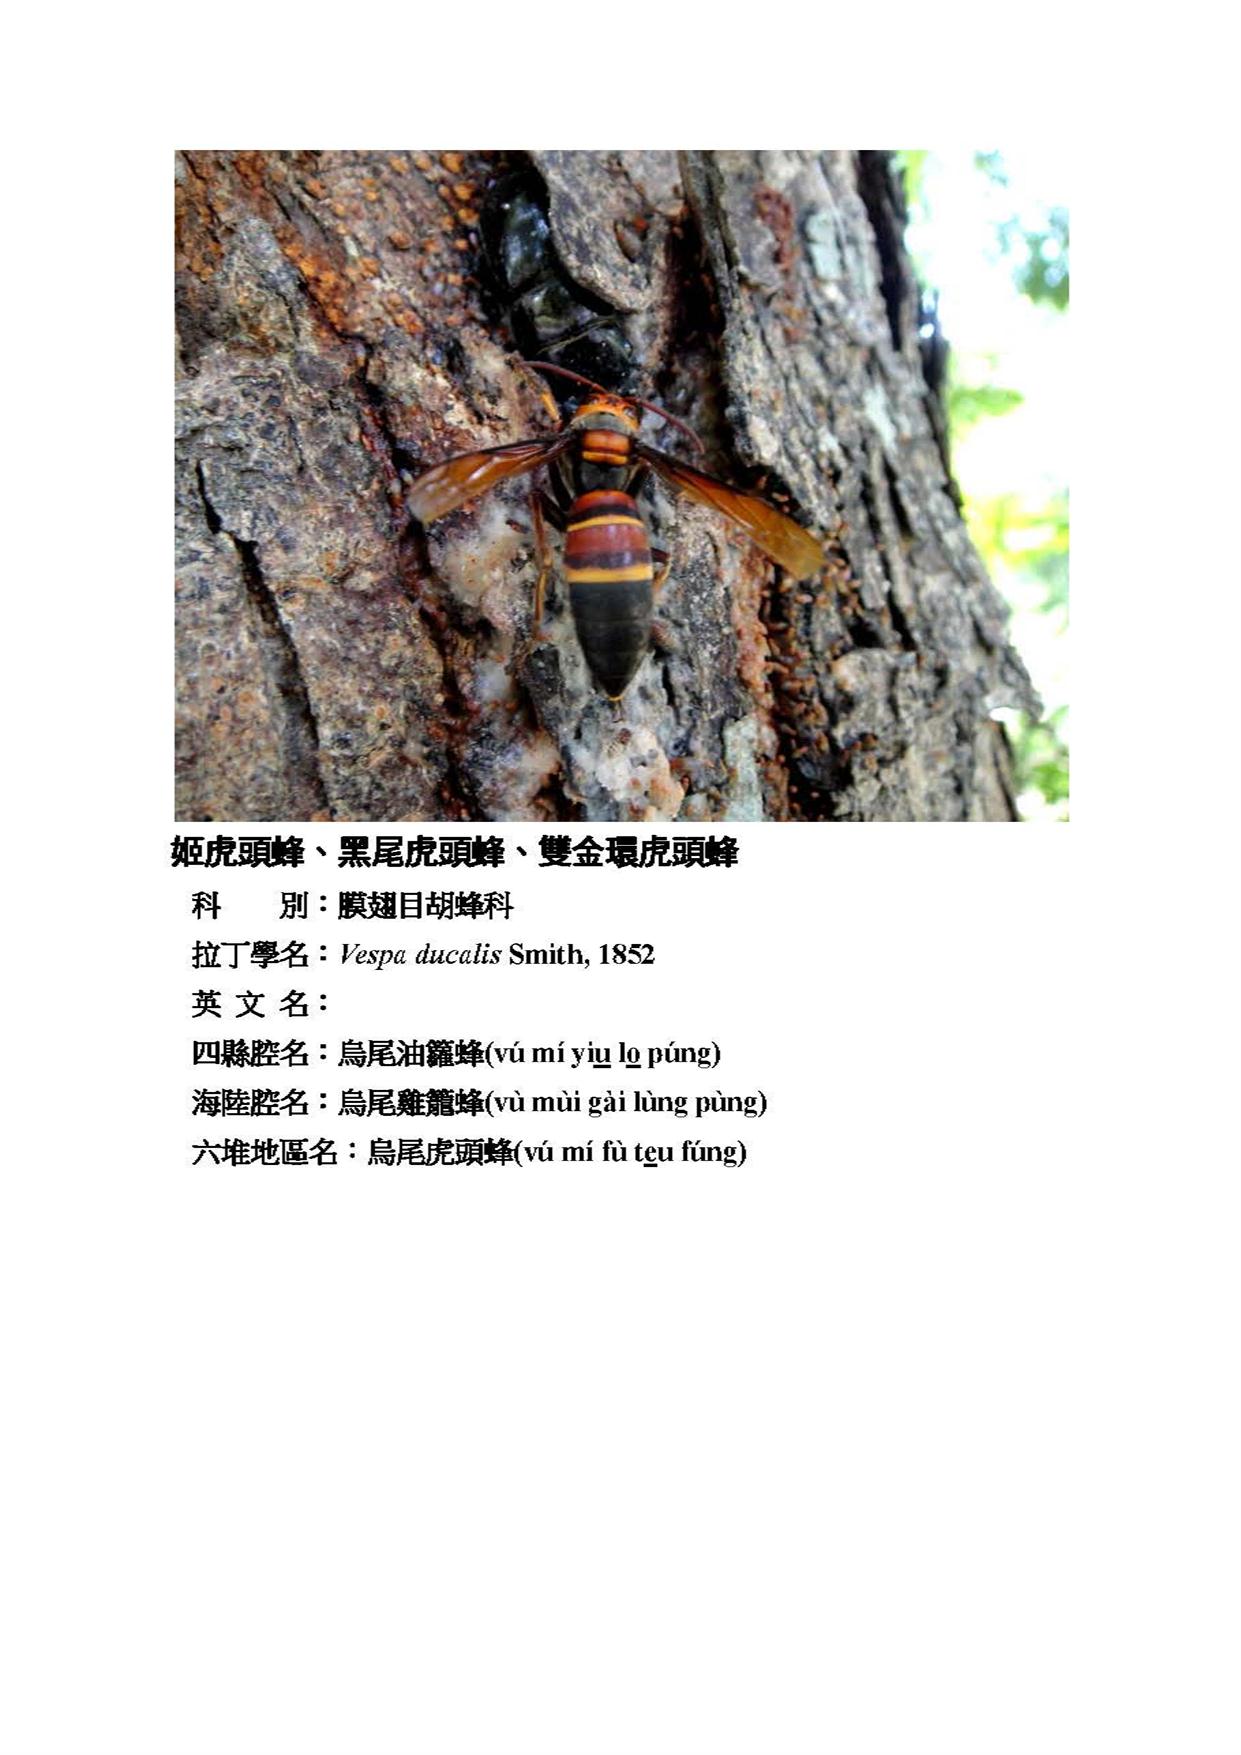 姬虎頭蜂、黑尾虎頭蜂、雙金環虎頭蜂
科　　別：膜翅目胡蜂科
拉丁學名：Vespa ducalis Smith, 1852
英 文 名：
四縣腔名：烏尾油籮蜂(vú mí yiu lo púng)
海陸腔名：烏尾雞籠蜂(vù mùi gài lùng pùng)
六堆地區名：烏尾虎頭蜂(vú mí fù teu fúng)